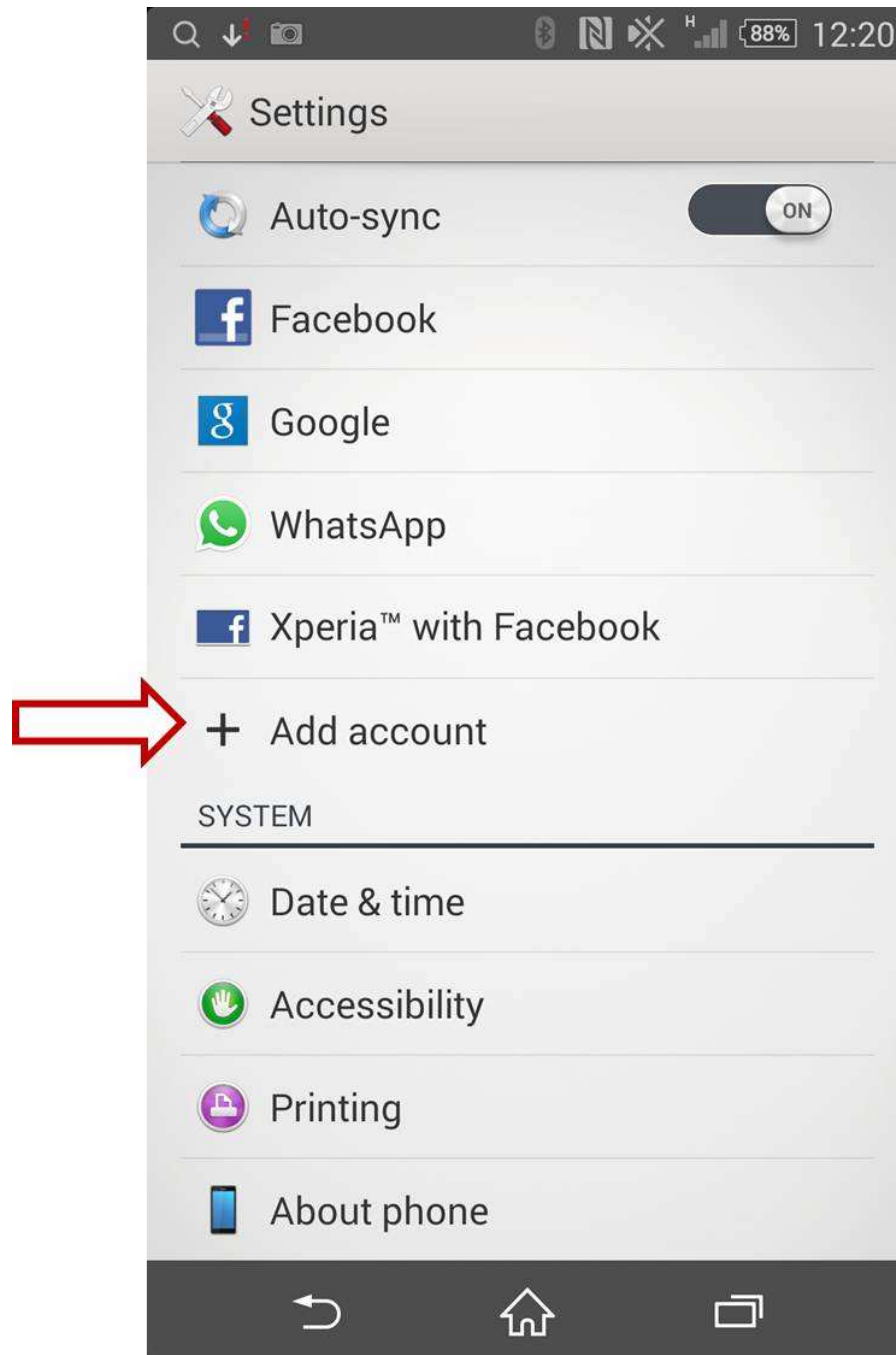 H 88% 12:20
Settings
Auto-sync ON
f Facebook
g Google
WhatsApp
f Xperia™ with Facebook
+ Add account
SYSTEM
Date & time
Accessibility
Printing
About phone